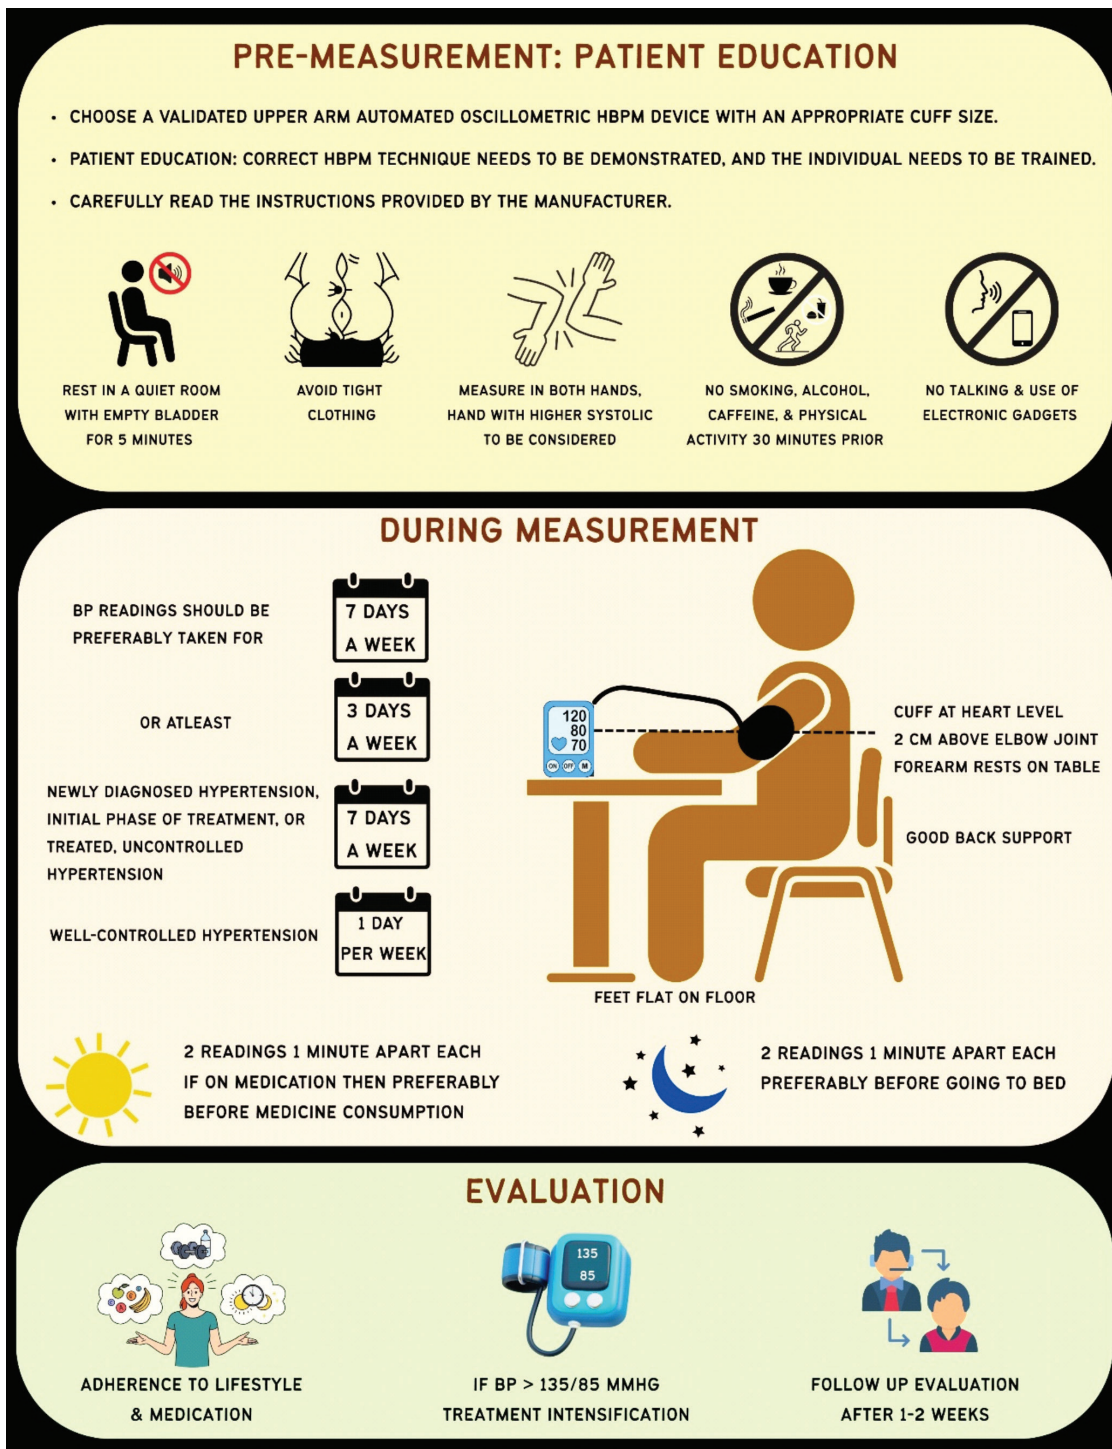 PRE-MEASUREMENT: PATIENT EDUCATION
• CHOOSE A VALIDATED UPPER ARM AUTOMATED OSCILLOMETRIC HBPM DEVICE WITH AN APPROPRIATE CUFF SIZE.
• PATIENT EDUCATION: CORRECT HBPM TECHNIQUE NEEDS TO BE DEMONSTRATED, AND THE INDIVIDUAL NEEDS TO BE TRAINED.
• CAREFULLY READ THE INSTRUCTIONS PROVIDED BY THE MANUFACTURER.
REST IN A QUIET ROOM
WITH EMPTY BLADDER
FOR 5 MINUTES
AVOID TIGHT
CLOTHING
MEASURE IN BOTH HANDS,
HAND WITH HIGHER SYSTOLIC
TO BE CONSIDERED
NO SMOKING, ALCOHOL,
CAFFEINE, & PHYSICAL
ACTIVITY 30 MINUTES PRIOR
NO TALKING & USE OF
ELECTRONIC GADGETS
DURING MEASUREMENT
BP READINGS SHOULD BE
PREFERABLY TAKEN FOR
7 DAYS
A WEEK
OR ATLEAST
3 DAYS
A WEEK
NEWLY DIAGNOSED HYPERTENSION,
INITIAL PHASE OF TREATMENT, OR
TREATED, UNCONTROLLED
HYPERTENSION
7 DAYS
A WEEK
WELL-CONTROLLED HYPERTENSION
1 DAY
PER WEEK
120
80
70
ON OFF M
CUFF AT HEART LEVEL
2 CM ABOVE ELBOW JOINT
FOREARM RESTS ON TABLE
GOOD BACK SUPPORT
FEET FLAT ON FLOOR
2 READINGS 1 MINUTE APART EACH
IF ON MEDICATION THEN PREFERABLY
BEFORE MEDICINE CONSUMPTION
2 READINGS 1 MINUTE APART EACH
PREFERABLY BEFORE GOING TO BED
EVALUATION
ADHERENCE TO LIFESTYLE
& MEDICATION
135
85
IF BP > 135/85 MMHG
TREATMENT INTENSIFICATION
FOLLOW UP EVALUATION
AFTER 1-2 WEEKS